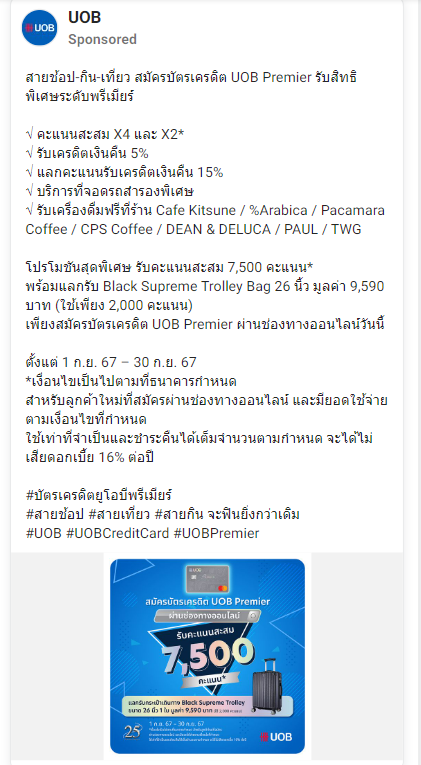 UOB
UOB
Sponsored
สายช้อป-กิน-เที่ยว สมัครบัตรเครดิต UOB Premier รับสิทธิ
พิเศษระดับพรีเมียร์
√ คะแนนสะสม X4 และ X2*
√ รับเครดิตเงินคืน 5%
√ แลกคะแนนรับเครดิตเงินคืน 15%
√ บริการที่จอดรถสำรองพิเศษ
√ รับเครื่องดื่มฟรีที่ร้าน Cafe Kitsune / %Arabica / Pacamara
Coffee / CPS Coffee / DEAN & DELUCA / PAUL / TWG
โปรโมชันสุดพิเศษ รับคะแนนสะสม 7,500 คะแนน*
พร้อมแลกรับ Black Supreme Trolley Bag 26 นิ้ว มูลค่า 9,590
บาท (ใช้เพียง 2,000 คะแนน)
เพียงสมัครบัตรเครดิต UOB Premier ผ่านช่องทางออนไลน์วันนี้
ตั้งแต่ 1 ก.ย. 67 – 30 ก.ย. 67
*เงื่อนไขเป็นไปตามที่ธนาคารกำหนด
สำหรับลูกค้าใหม่ที่สมัครผ่านช่องทางออนไลน์ และมียอดใช้จ่าย
ตามเงื่อนไขที่กำหนด
ใช้เท่าที่จำเป็นและชำระคืนได้เต็มจำนวนตามกำหนด จะได้ไม่
เสียดอกเบี้ย 16% ต่อปี
#บัตรเครดิตยูโอบีพรีเมียร์
#สายช้อป #สายเที่ยว #สายกิน จะฟินยิ่งกว่าเดิม
#UOB #UOBCreditCard #UOBPremier
สมัครบัตรเครดิต UOB Premier
ผ่านช่องทางออนไลน์
รับคะแนนสะสม
7,500
คะแนน*
แลกรับกระเป๋าเดินทาง Black Supreme Trolley
ขนาด 26 นิ้ว 1 ใบ มูลค่า 9,590 บาท
25
1 ก.ย. 67 – 30 ก.ย. 67
UOB